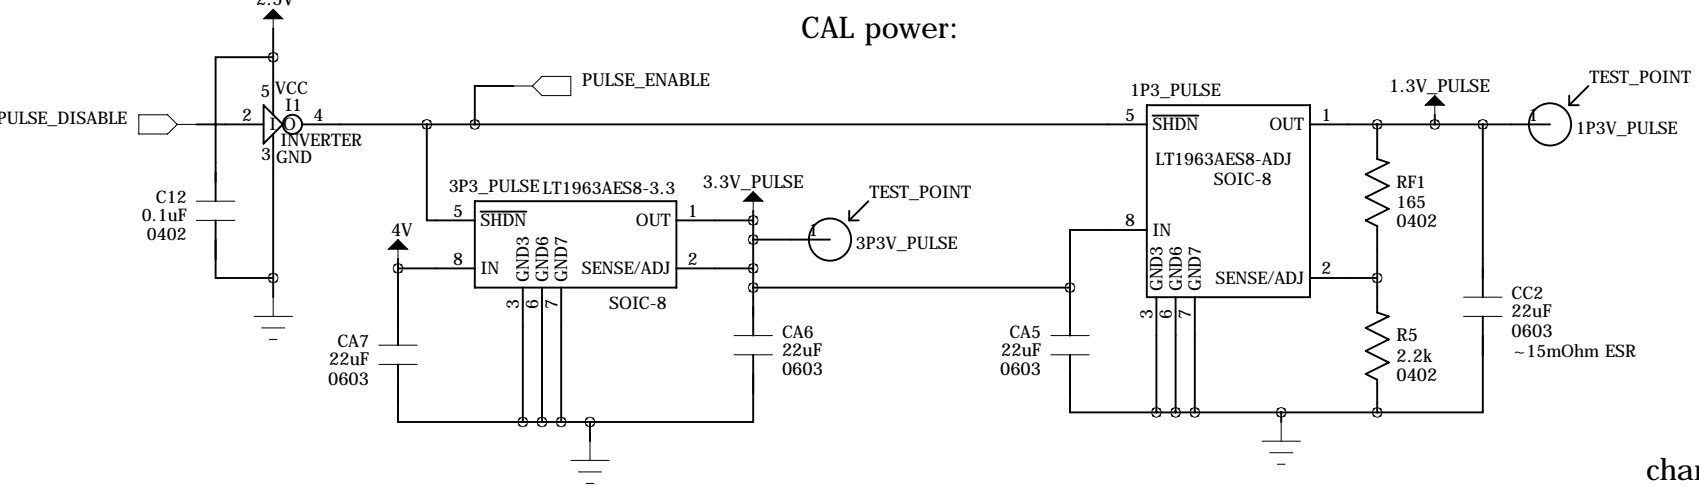 CAL power:
PULSE_DISABLE
2
5
VCC
I1
I
O
4
INVERTER
3
GND
C12
0.1uF
0402
PULSE_ENABLE
3P3_PULSE
LT1963AES8-3.3
5
SHDN
OUT
1
8
IN
GND3
GND6
GND7
SENSE/ADJ
2
3
6
7
SOIC-8
4V
CA7
22uF
0603
3.3V_PULSE
TEST_POINT
1
3P3V_PULSE
CA6
22uF
0603
CA5
22uF
0603
1P3_PULSE
5
SHDN
OUT
1
LT1963AES8-ADJ
SOIC-8
8
IN
GND3
GND6
GND7
SENSE/ADJ
2
3
6
7
1.3V_PULSE
TEST_POINT
1
1P3V_PULSE
RF1
165
0402
R5
2.2k
0402
CC2
22uF
0603
~15mOhm ESR